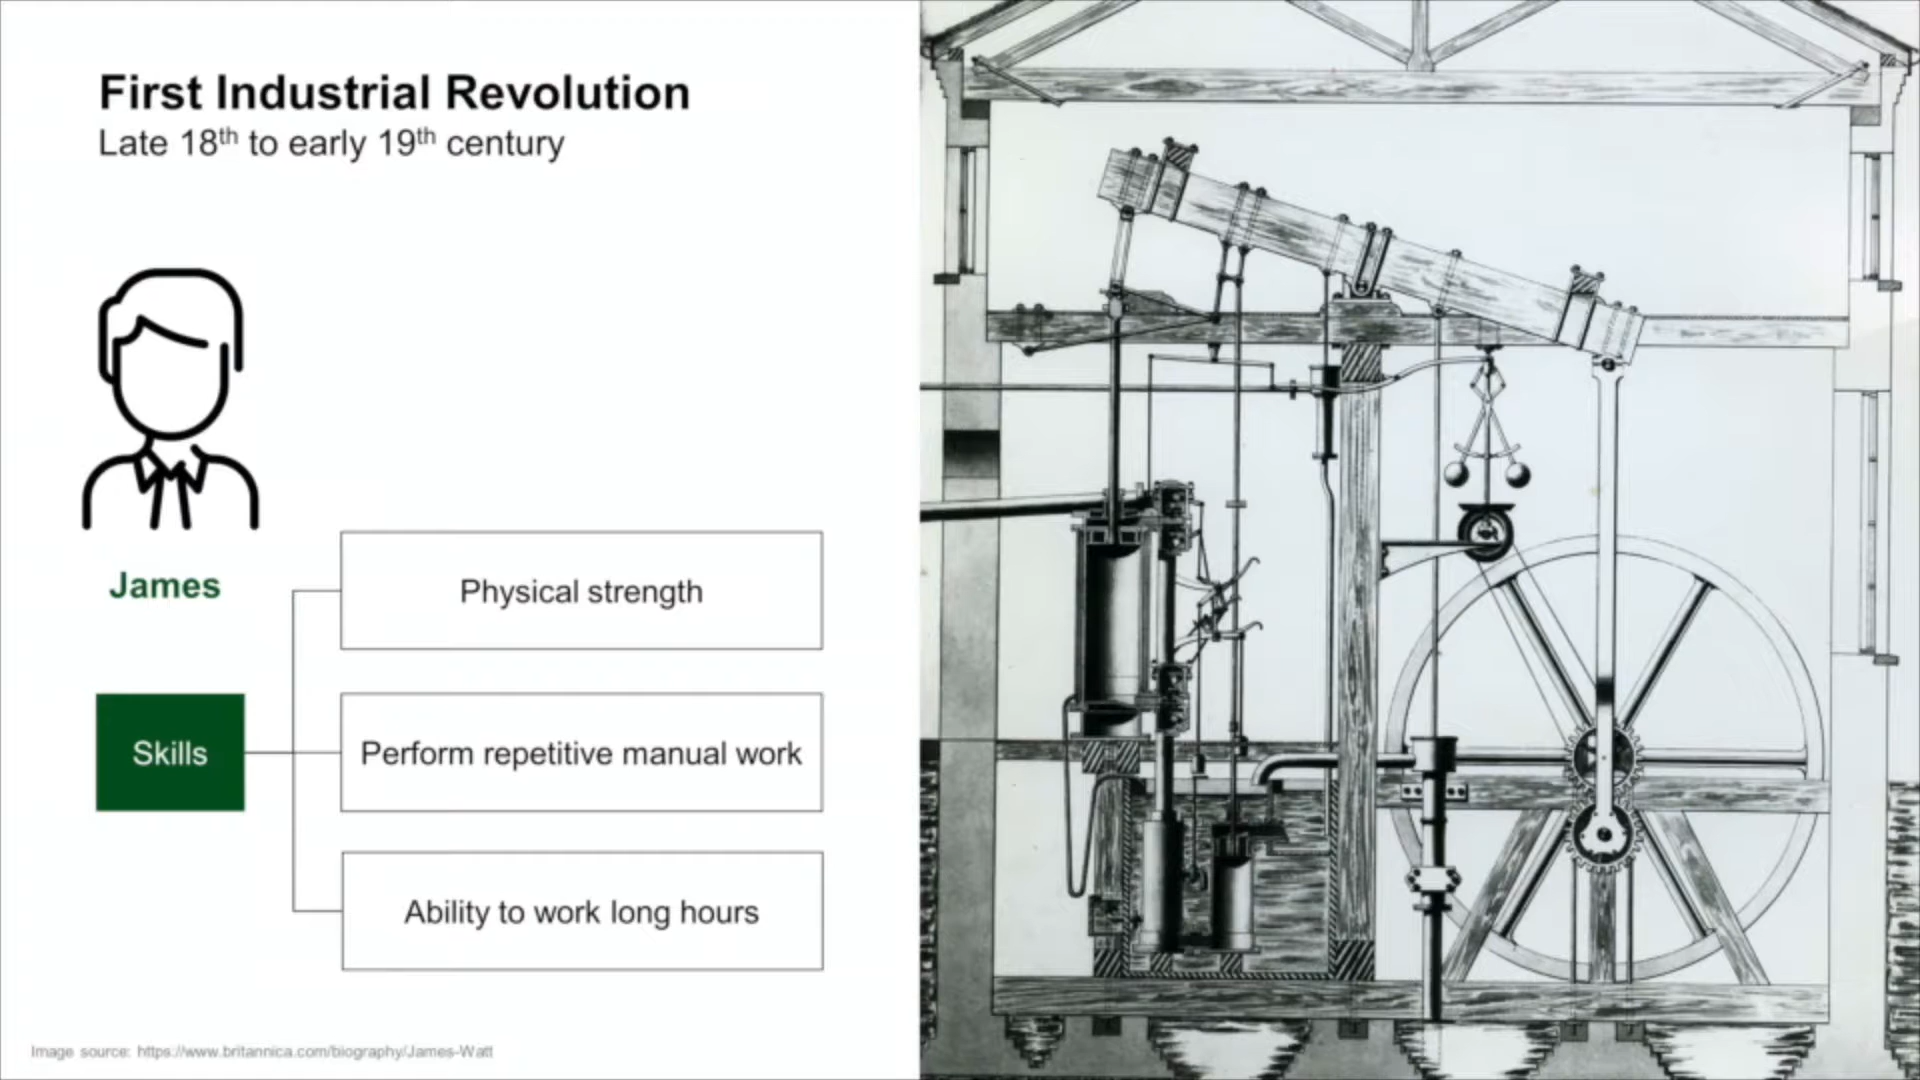 First Industrial Revolution
Late 18th to early 19th century
James
Skills
Physical strength
Perform repetitive manual work
Ability to work long hours
Image source: https://www.britannica.com/biography/James-Watt